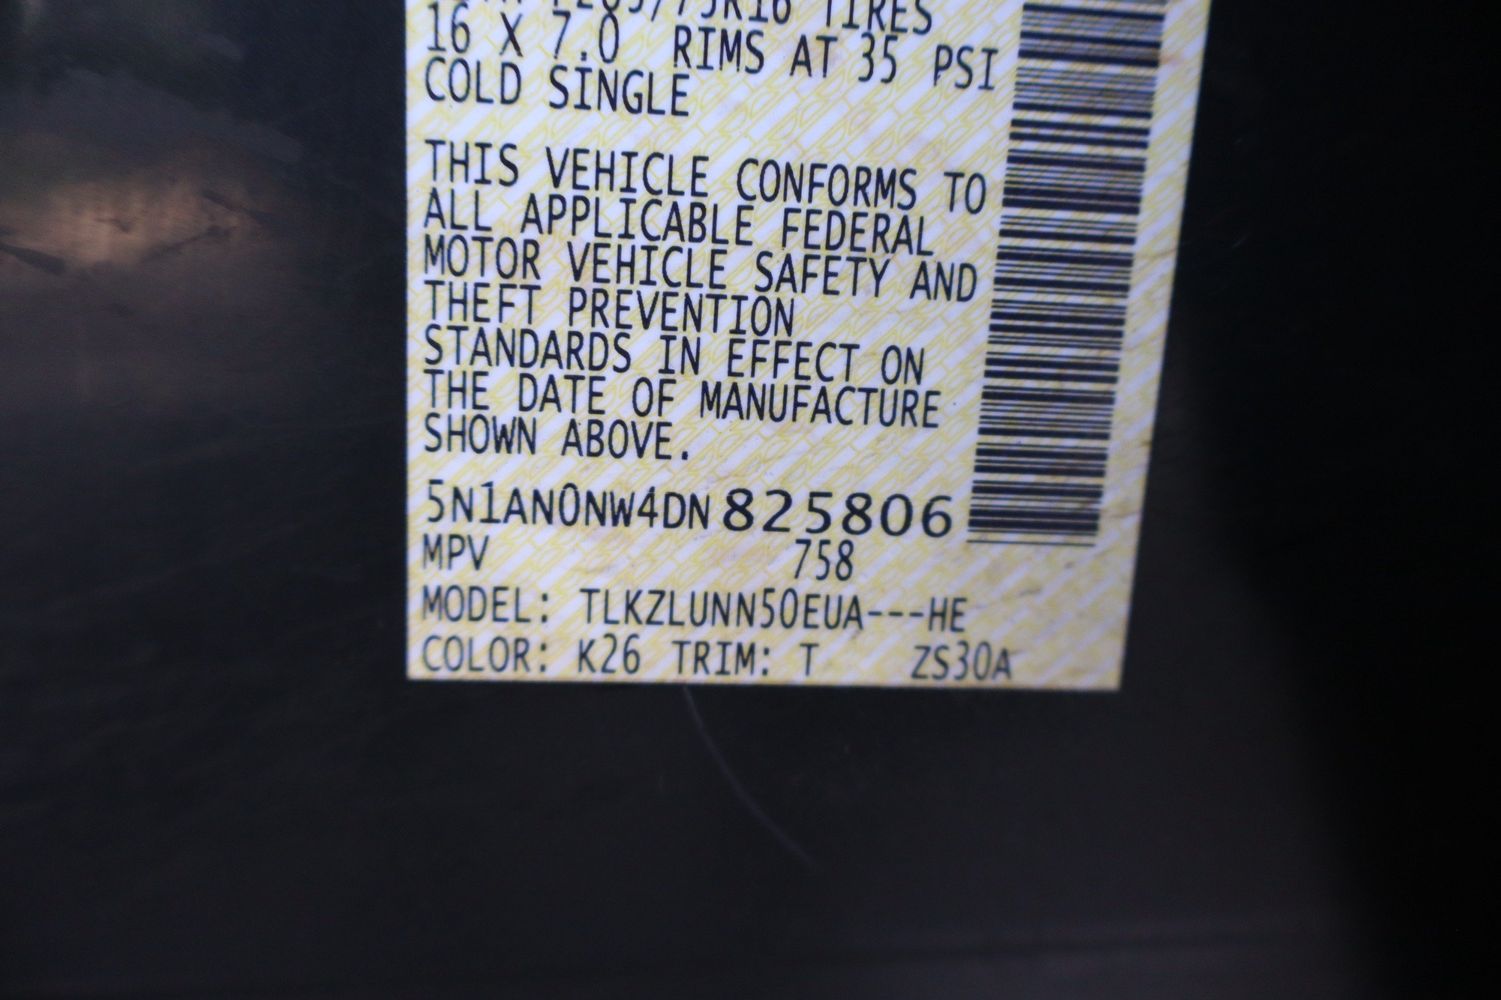 TIRES
16 X 7.0 RIMS AT 35 PSI
COLD SINGLE
THIS VEHICLE CONFORMS TO
ALL APPLICABLE FEDERAL
MOTOR VEHICLE SAFETY AND
THEFT PREVENTION
STANDARDS IN EFFECT ON
THE DATE OF MANUFACTURE
SHOWN ABOVE.
5N1AN0NW4DN825806
MPV 758
MODEL: TLKZLUNN50EUA---HE
COLOR: K26 TRIM: T ZS30A